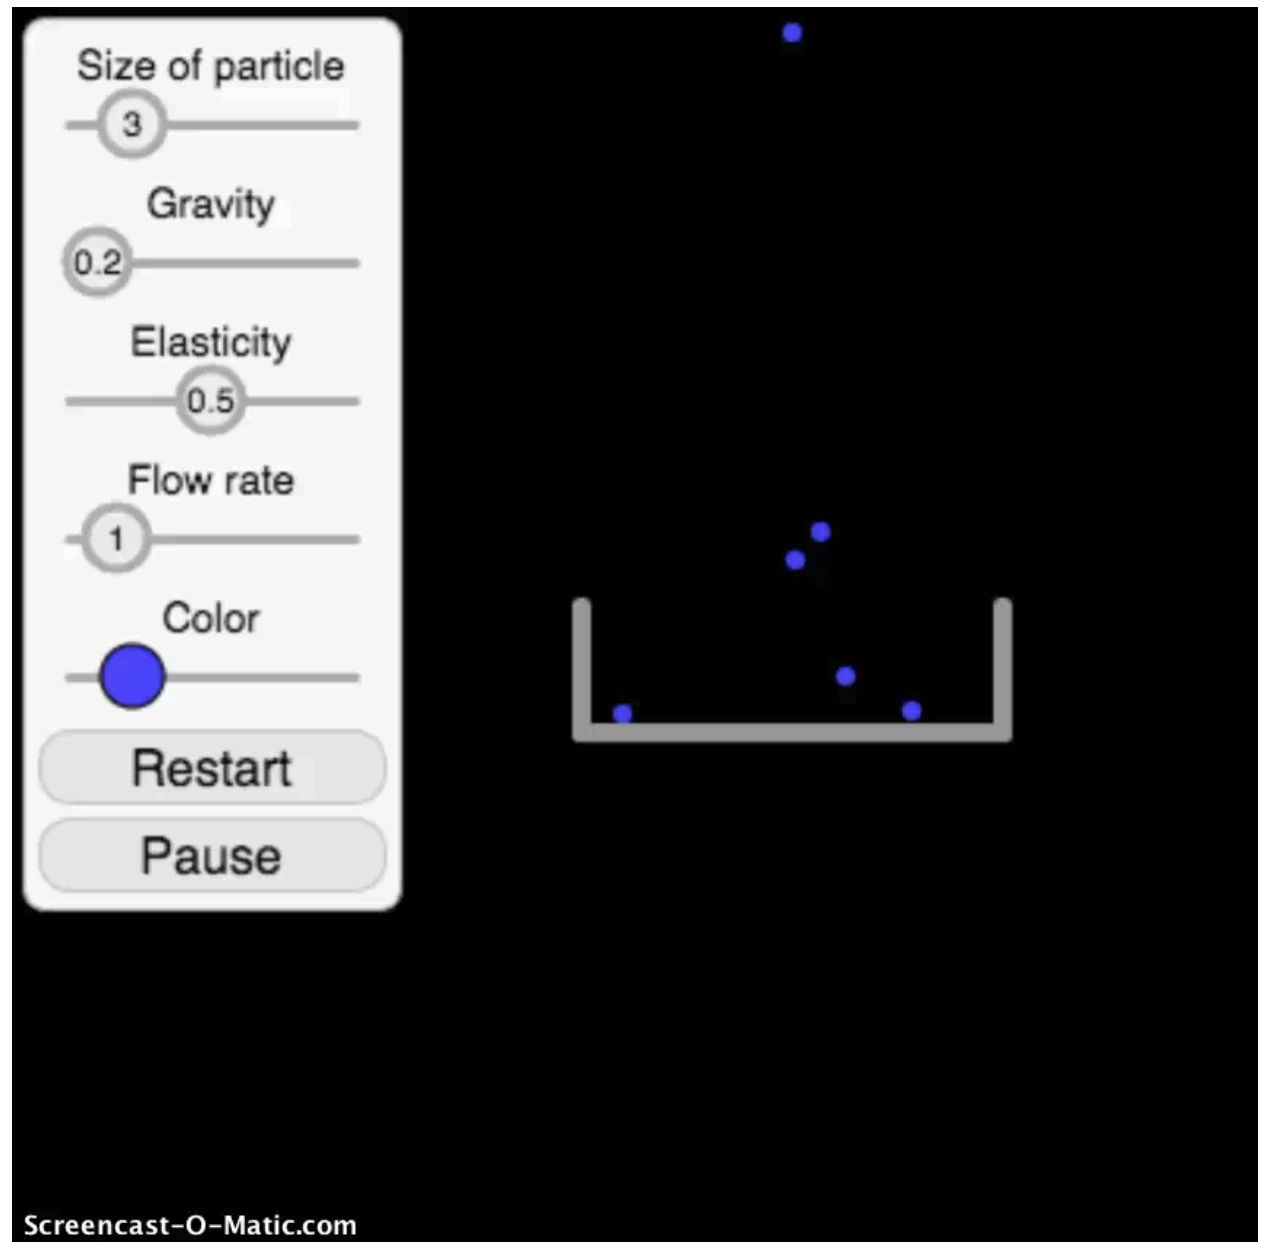 Size of particle
3
Gravity
0.2
Elasticity
0.5
Flow rate
1
Color
Restart
Pause
Screencast-O-Matic.com